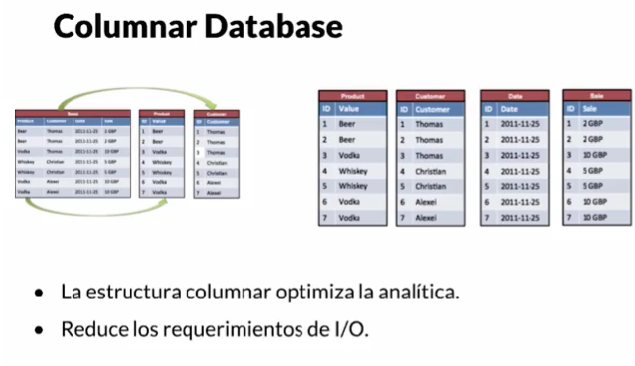 Columnar Database
Sales Product Customer
Product Customer Date Sale ID Value ID Customer
Beer Thomas 2011-11-25 2 GBP 1 Beer 1 Thomas
Beer Thomas 2011-11-25 2 GBP 2 Beer 2 Thomas
Vodka Thomas 2011-11-25 10 GBP 3 Vodka 3 Thomas
Whiskey Christian 2011-11-25 5 GBP 4 Whiskey 4 Christian
Whiskey Christian 2011-11-25 5 GBP 5 Whiskey 5 Christian
Vodka Alexei 2011-11-25 10 GBP 6 Vodka 6 Alexei
Vodka Alexei 2011-11-25 10 GBP 7 Vodka 7 Alexei
Product Customer Date Sale
ID Value ID Customer ID Date ID Sale
1 Beer 1 Thomas 1 2011-11-25 1 2 GBP
2 Beer 2 Thomas 2 2011-11-25 2 2 GBP
3 Vodka 3 Thomas 3 2011-11-25 3 10 GBP
4 Whiskey 4 Christian 4 2011-11-25 4 5 GBP
5 Whiskey 5 Christian 5 2011-11-25 5 5 GBP
6 Vodka 6 Alexei 6 2011-11-25 6 10 GBP
7 Vodka 7 Alexei 7 2011-11-25 7 10 GBP
• La estructura columnar optimiza la analítica.
• Reduce los requerimientos de I/O.